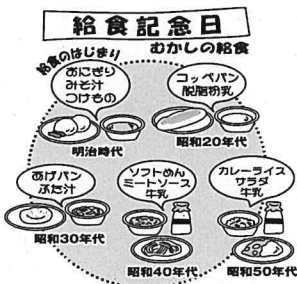 給食記念日
むかしの給食
給食のはじまり
おにぎり
みそ汁
つけもの
明治時代
コッペパン
脱脂粉乳
昭和20年代
あげパン
ぶた汁
昭和30年代
ソフトめん
ミートソース
牛乳
昭和40年代
カレーライス
サラダ
牛乳
昭和50年代